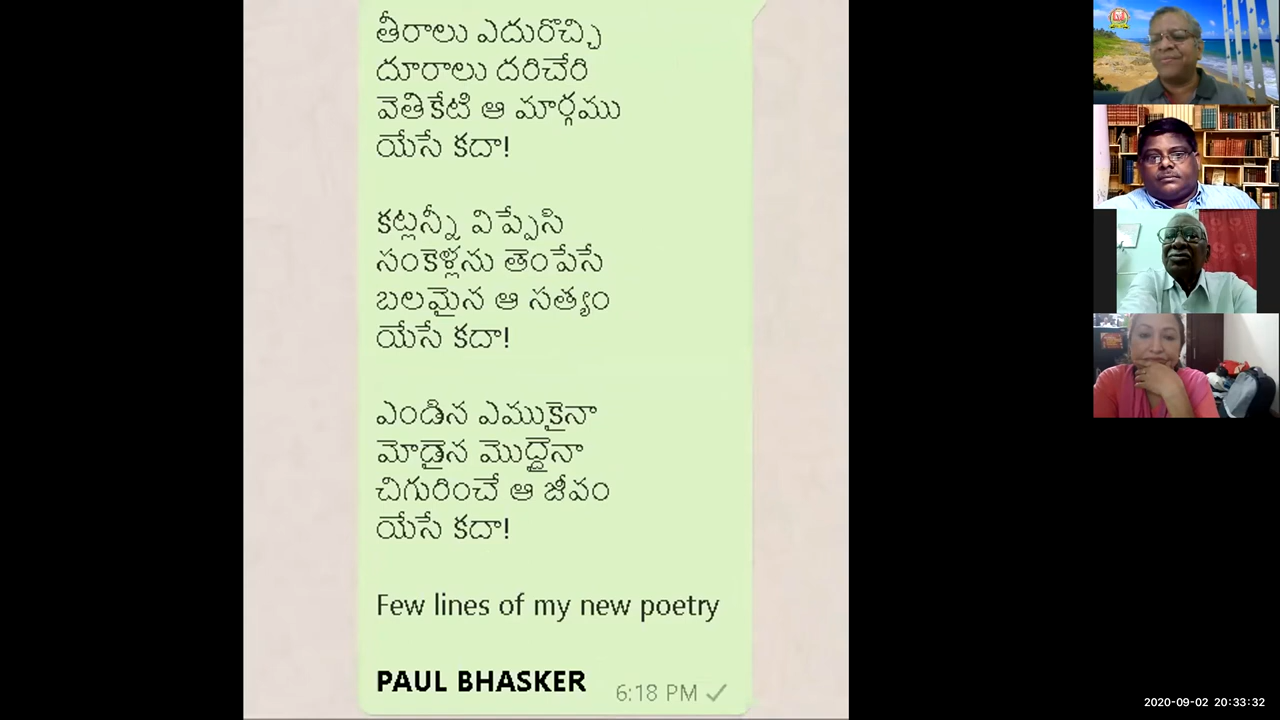 తీరాలు ఎదురొచ్చి
దూరాలు దరిచేరి
వెతికేటి ఆ మార్గము
యేసే కదా!
కట్లన్నీ విప్పేసి
సంకెళ్లను తెంపేసే
బలమైన ఆ సత్యం
యేసే కదా!
ఎండిన ఎముకైనా
మోడైన మొద్దైనా
చిగురించే ఆ జీవం
యేసే కదా!
Few lines of my new poetry
PAUL BHASKER
6:18 PM
2020-09-02 20:33:32